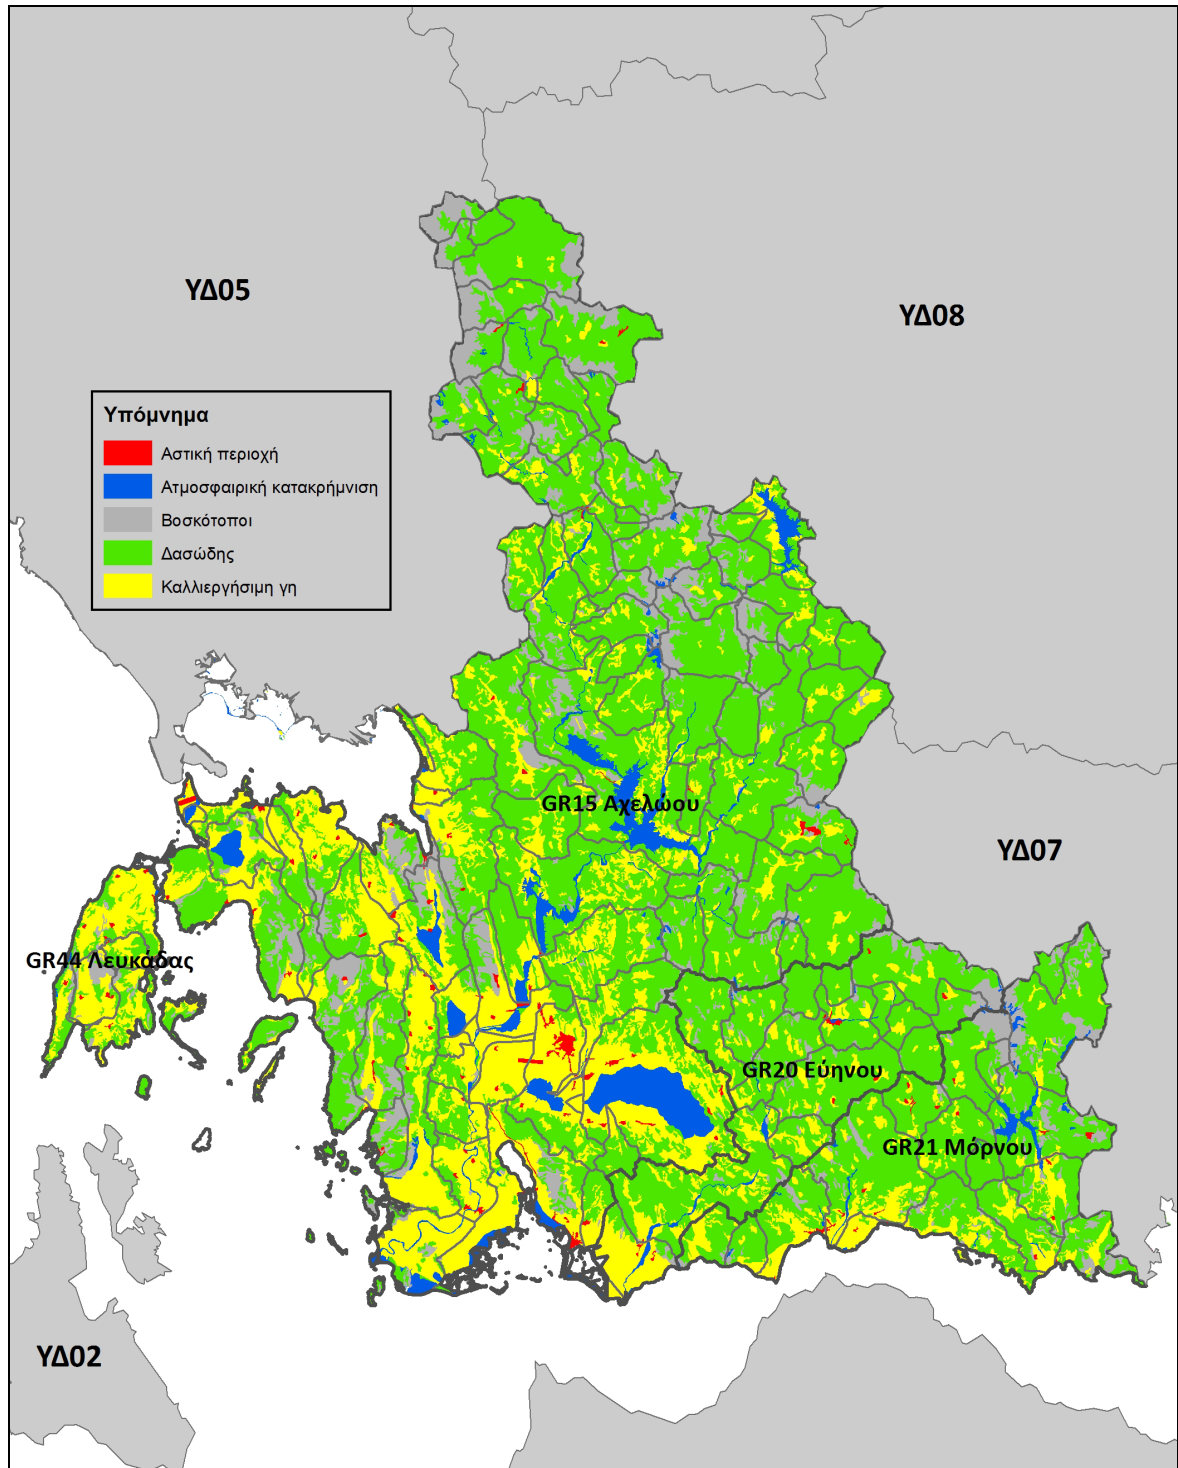 ΥΔ05
ΥΔ08
Υπόμνημα
Αστική περιοχή
Ατμοσφαιρική κατακρήμνιση
Βοσκότοποι
Δασώδης
Καλλιεργήσιμη γη
GR15 Αχελώου
ΥΔ07
GR44 Λευκάδας
GR20 Εύηνου
GR21 Μόρνου
ΥΔ02